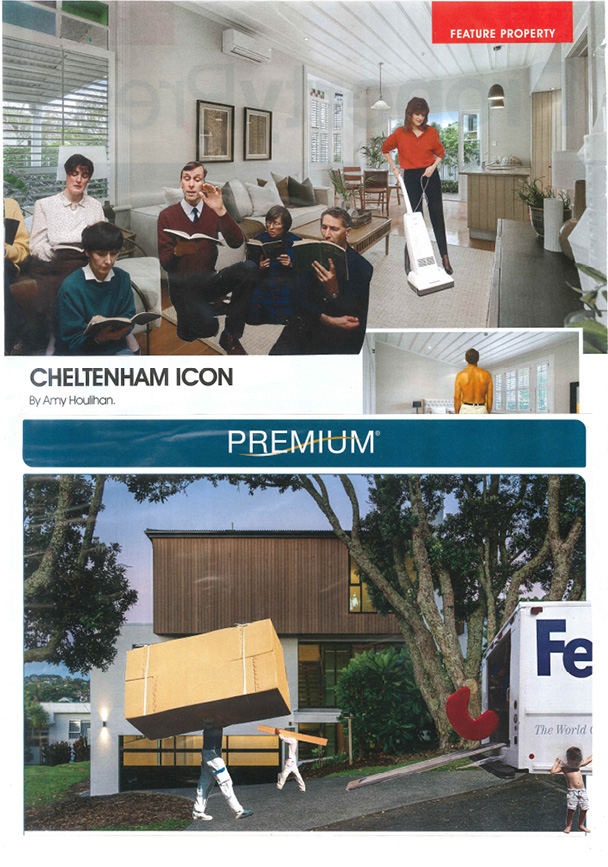 FEATURE PROPERTY
CHELTENHAM ICON
By Amy Houlihan.
PREMIUM®
Fe
The World